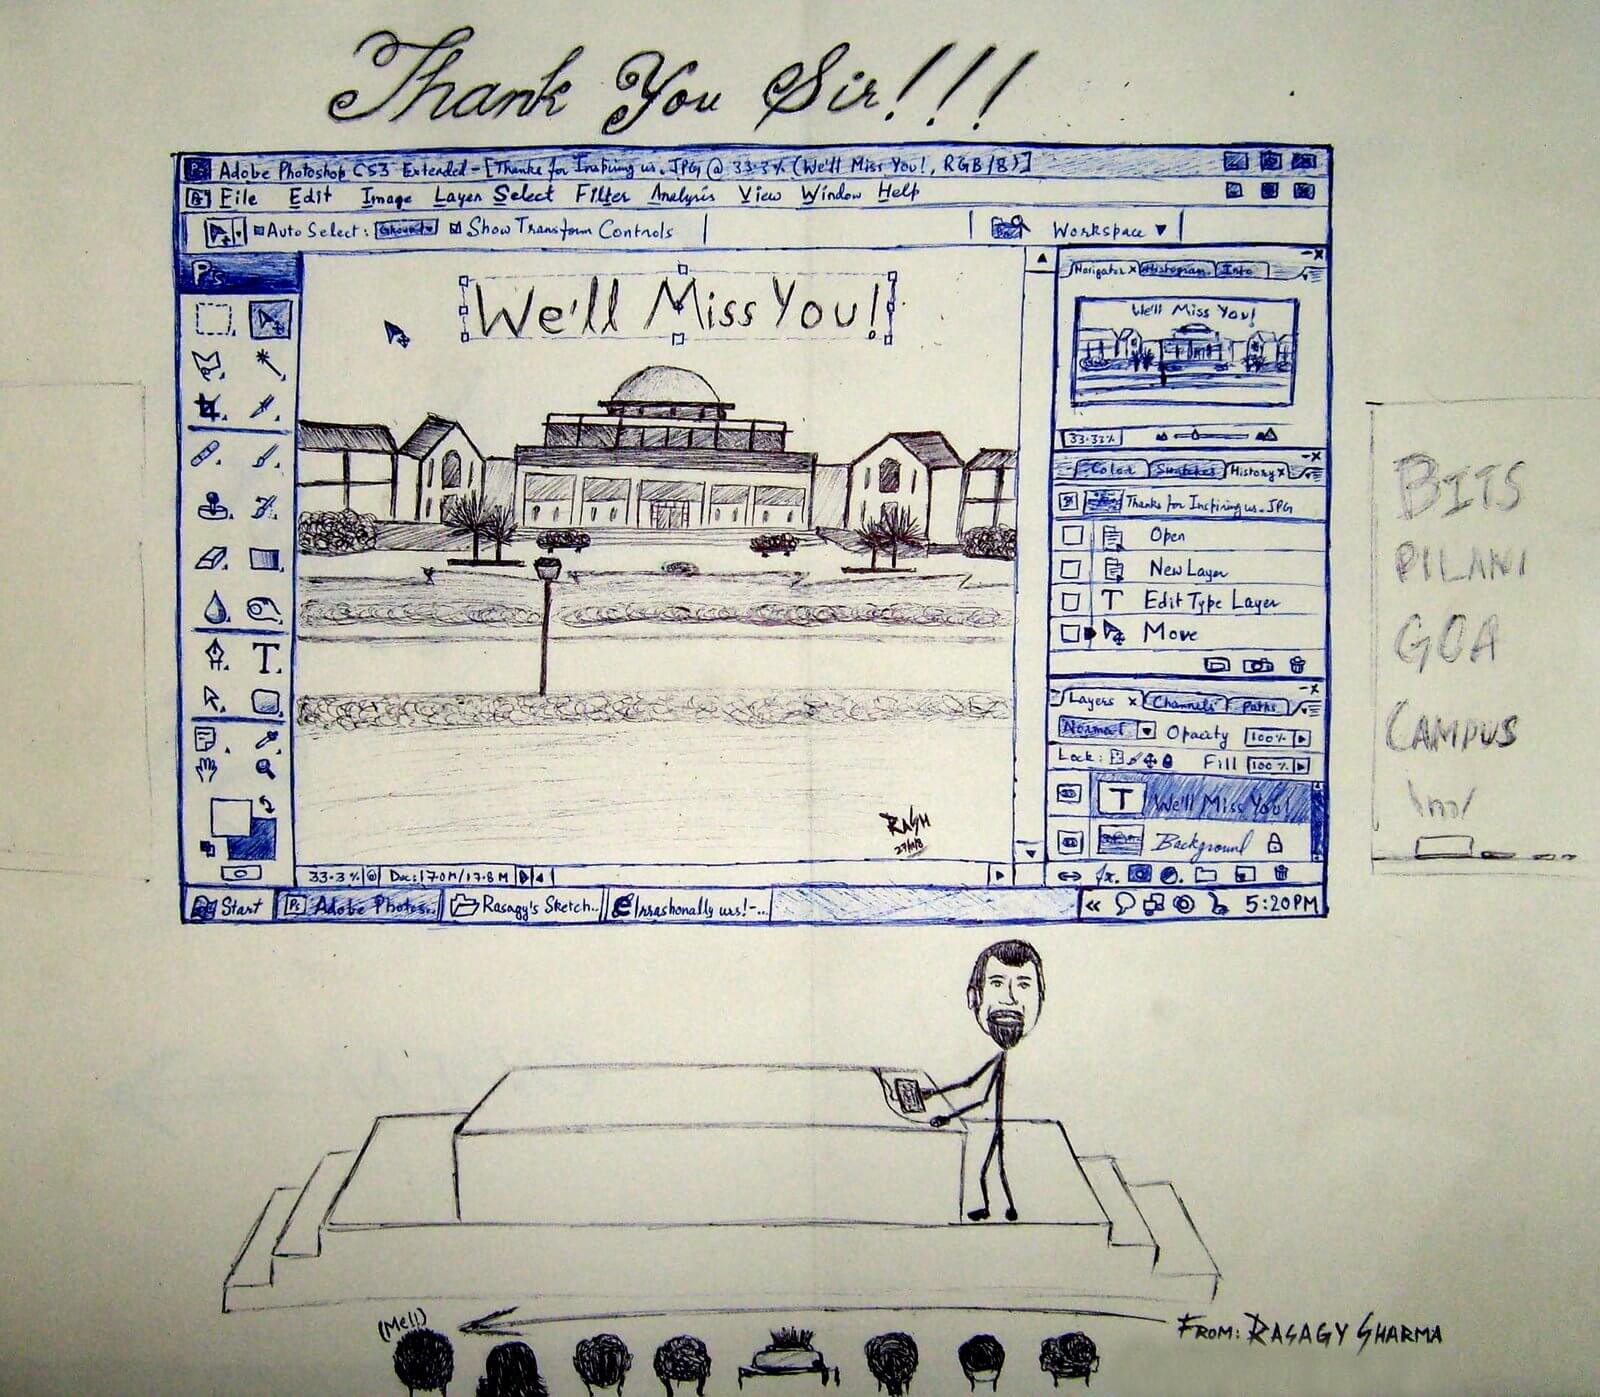 Thank You Sir!!!
Adobe Photoshop CS3 Extended - [Thanks for Inspiring us.JPG @ 33.3% (We'll Miss You!, RGB/8)]
File Edit Image Layer Select Filter Analysis View Window Help
Auto Select: Group Show Transform Controls Workspace
Ps
Navigator x Histogram Info
We'll Miss You!
We'll Miss You!
33.33%
Color Swatches History x
Thanks for Inspiring us.JPG
Open
New Layer
T Edit Type Layer
Move
T
Layers x Channels Paths
Normal Opacity 100%
Lock: Fill 100%
T We'll Miss You!
Background
RASH
33.3% Doc: 17.0M/17.8M
fx.
Start Ps Adobe Photos... Rasagy's Sketch... Inrashonally urs!-...
« 5:20PM
BITS
PILANI
GOA
CAMPUS
(Me!!)
FROM: RASAGY SHARMA